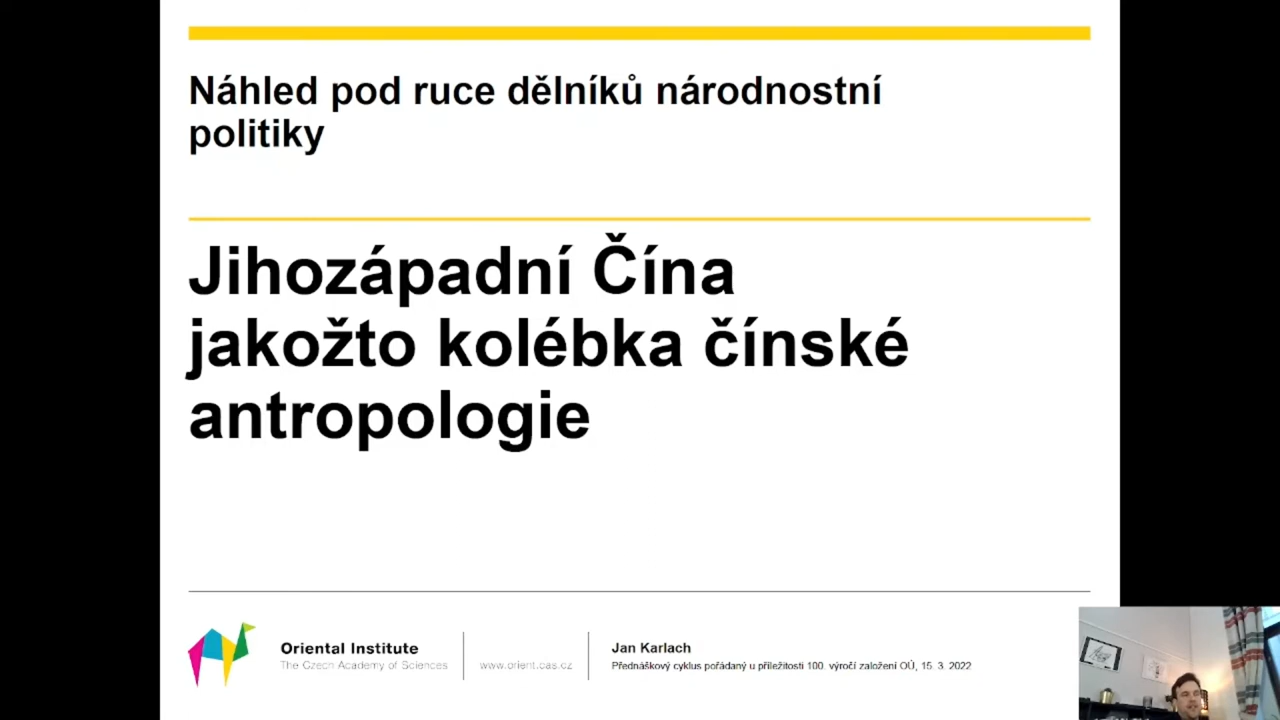 Náhled pod ruce dělníků národnostní
politiky
Jihozápadní Čína
jakožto kolébka čínské
antropologie
Oriental Institute
The Czech Academy of Sciences
www.orient.cas.cz
Jan Karlach
Přednáškový cyklus pořádaný u příležitosti 100. výročí založení OÚ, 15. 3. 2022